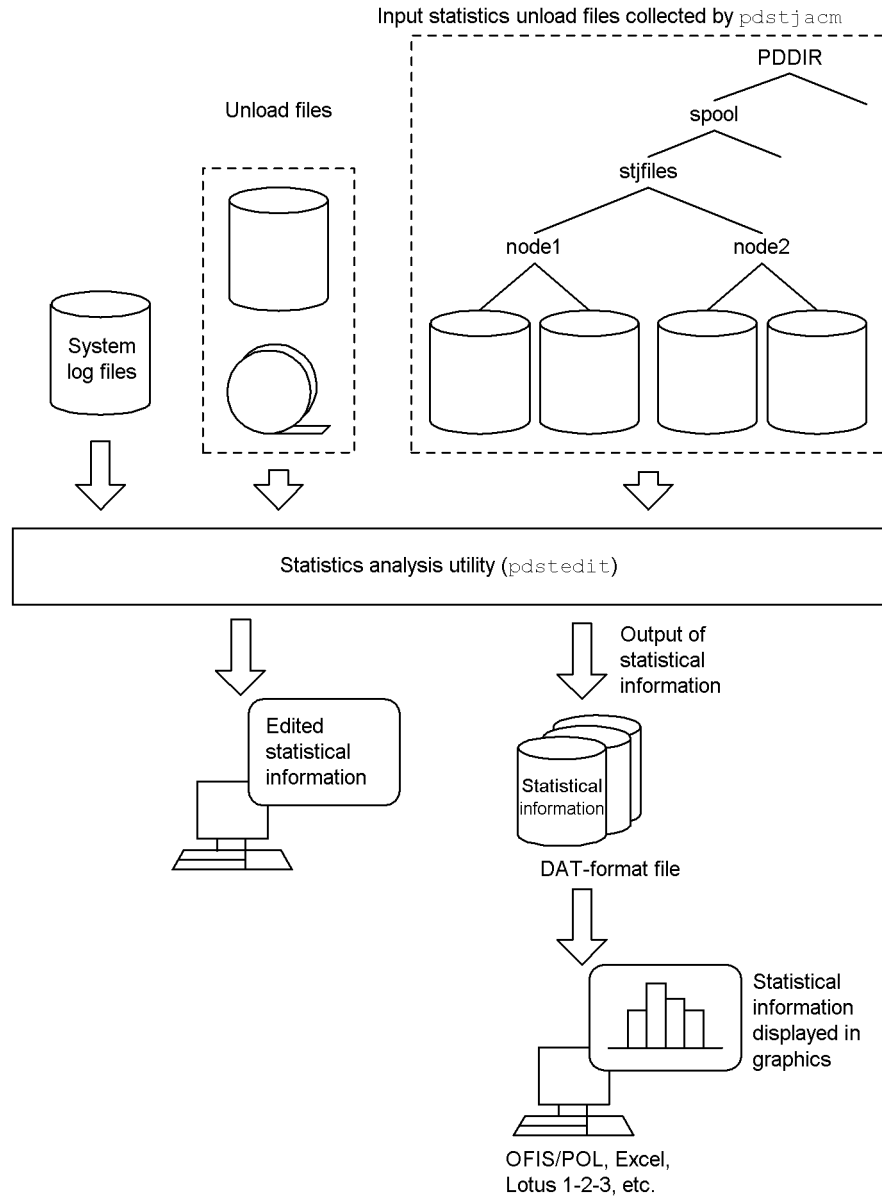 Input statistics unload files collected by pdstjacm
PDDIR
Unload files
spool
stjfiles
node1
node2
System
log files
Statistics analysis utility (pdstedit)
Output of
statistical
information
Edited
statistical
information
Statistical
information
DAT-format file
Statistical
information
displayed in
graphics
OFIS/POL, Excel,
Lotus 1-2-3, etc.